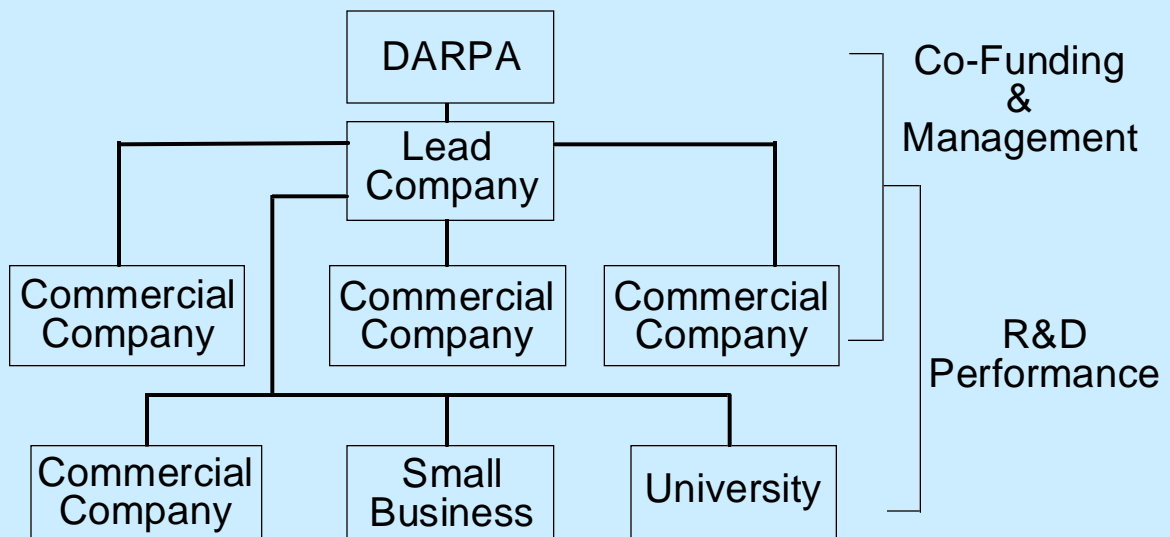 DARPA
Co-Funding
&
Management
Lead
Company
Commercial
Company
Commercial
Company
Commercial
Company
R&D
Performance
Commercial
Company
Small
Business
University